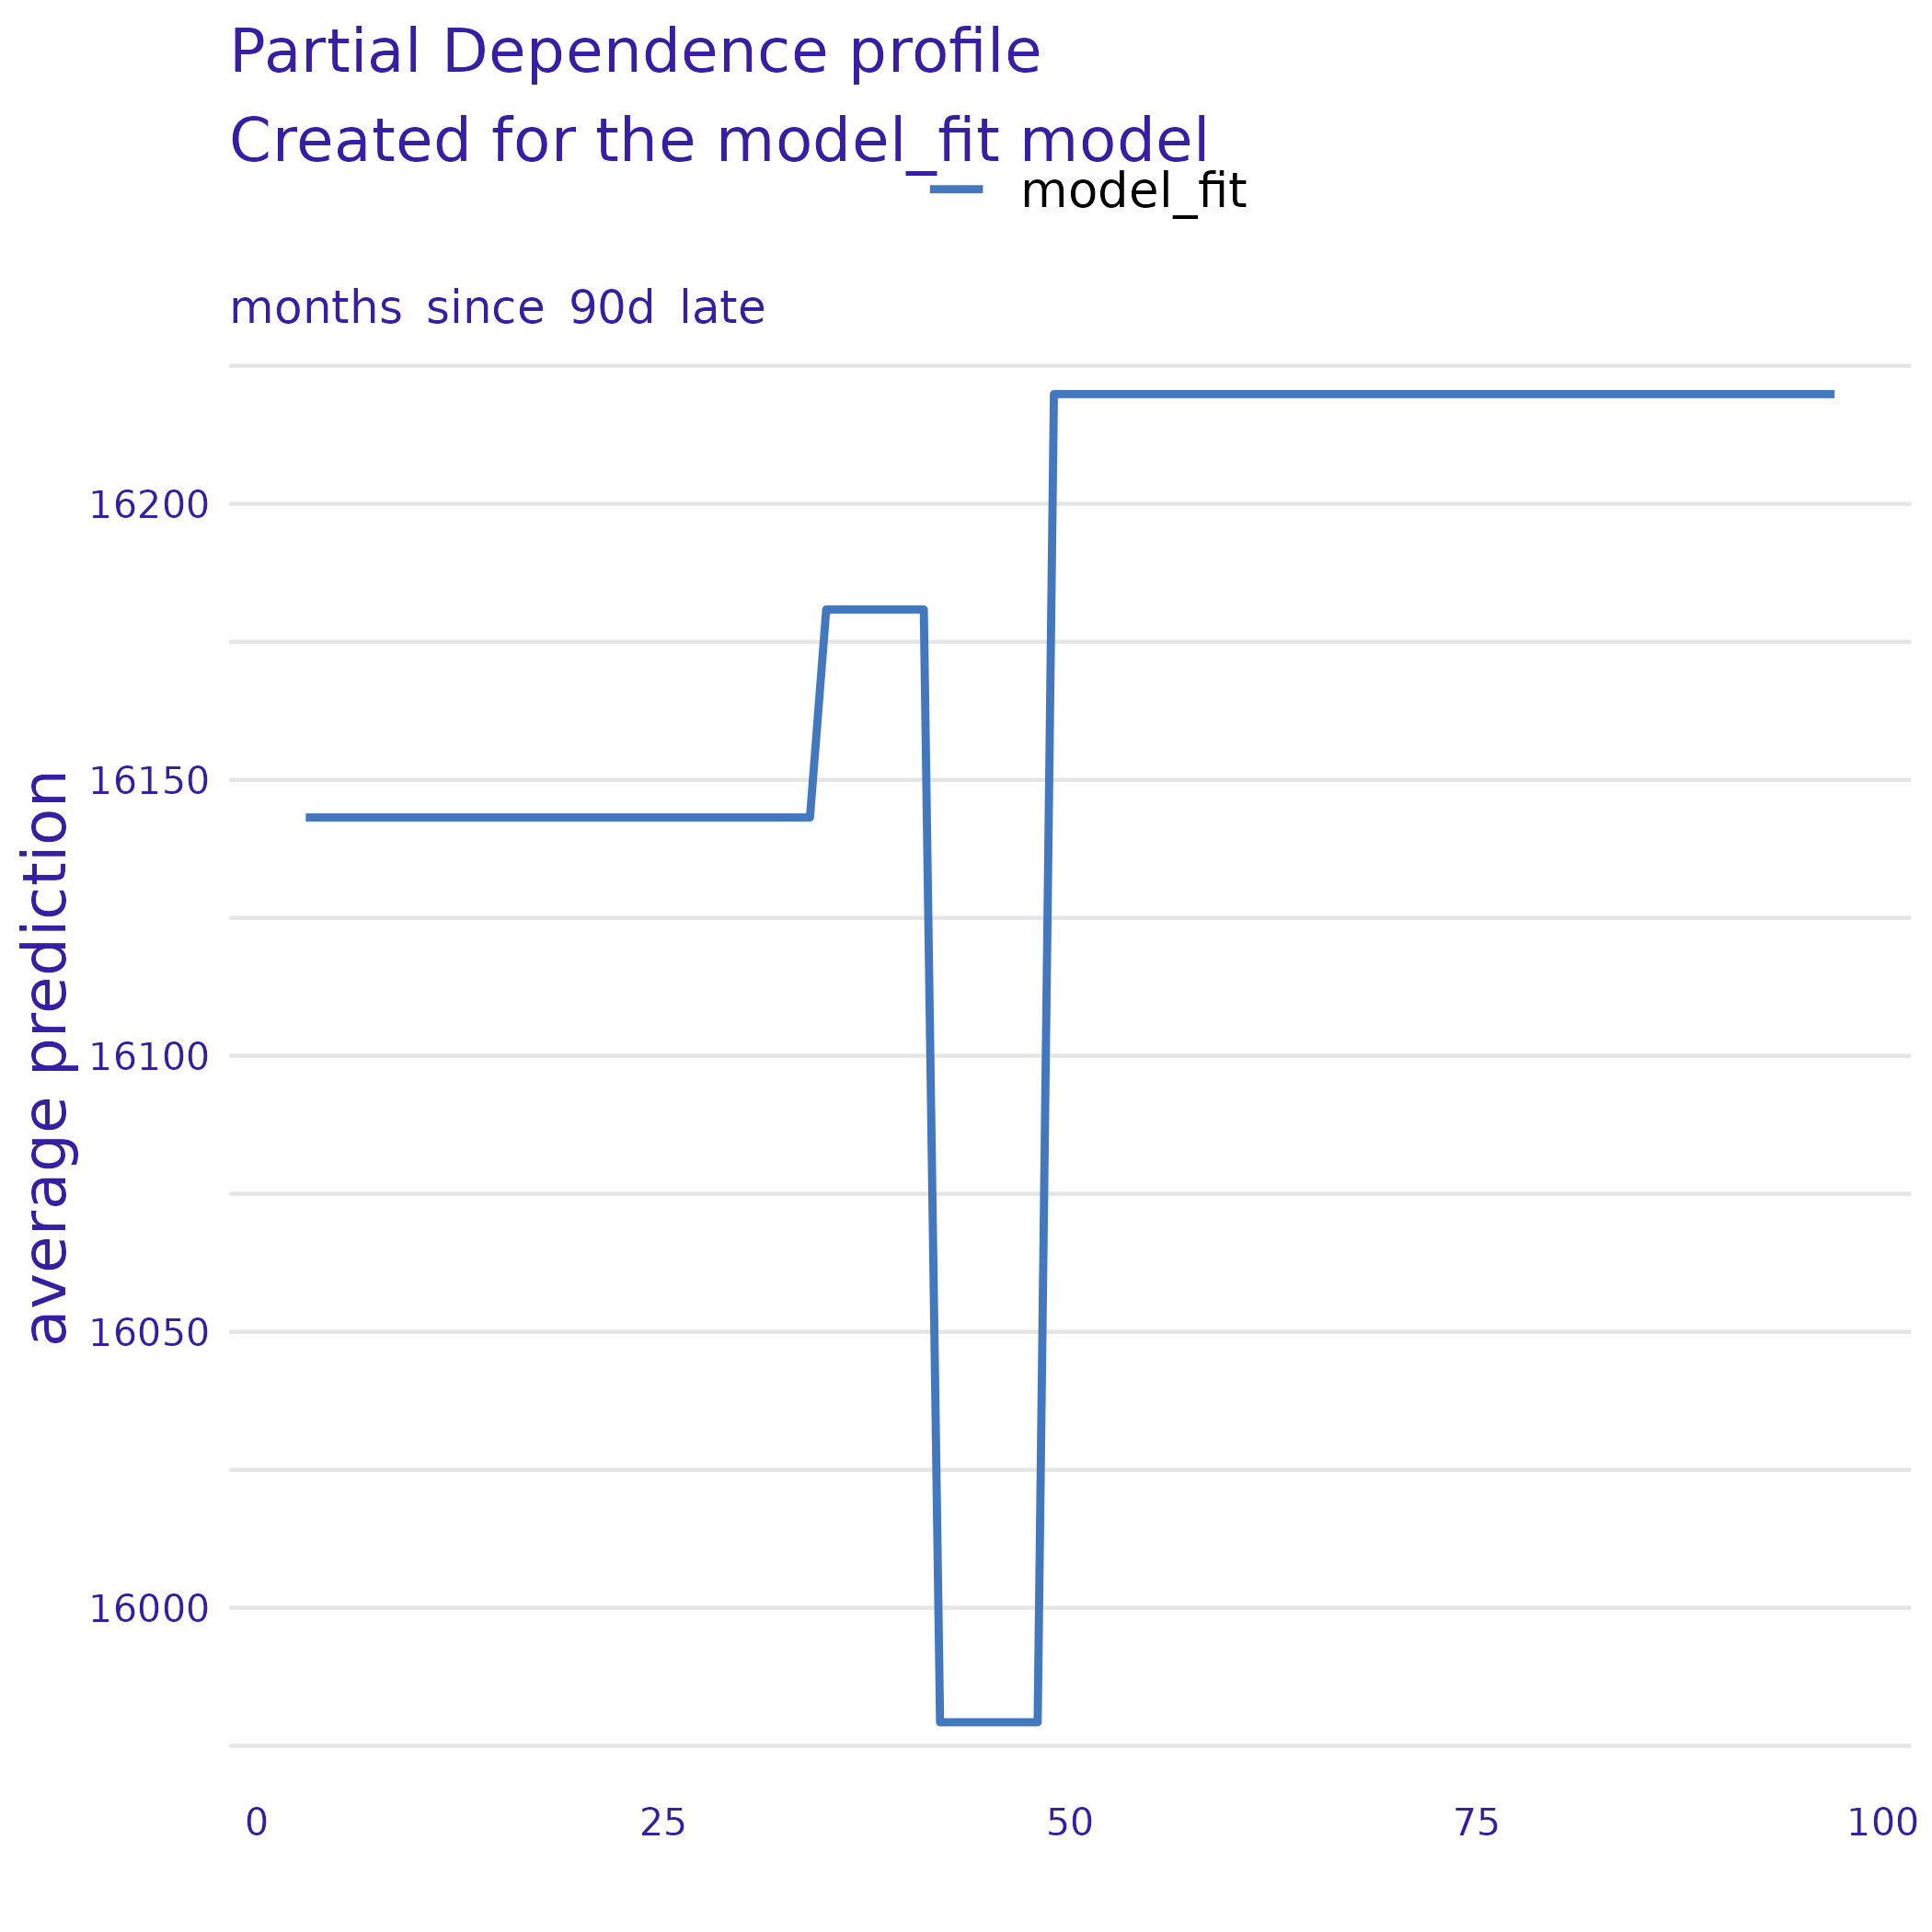 Partial Dependence profile
Created for the model_fit model
model_fit
months since 90d late
average prediction
16200
16150
16100
16050
16000
0 25 50 75 100